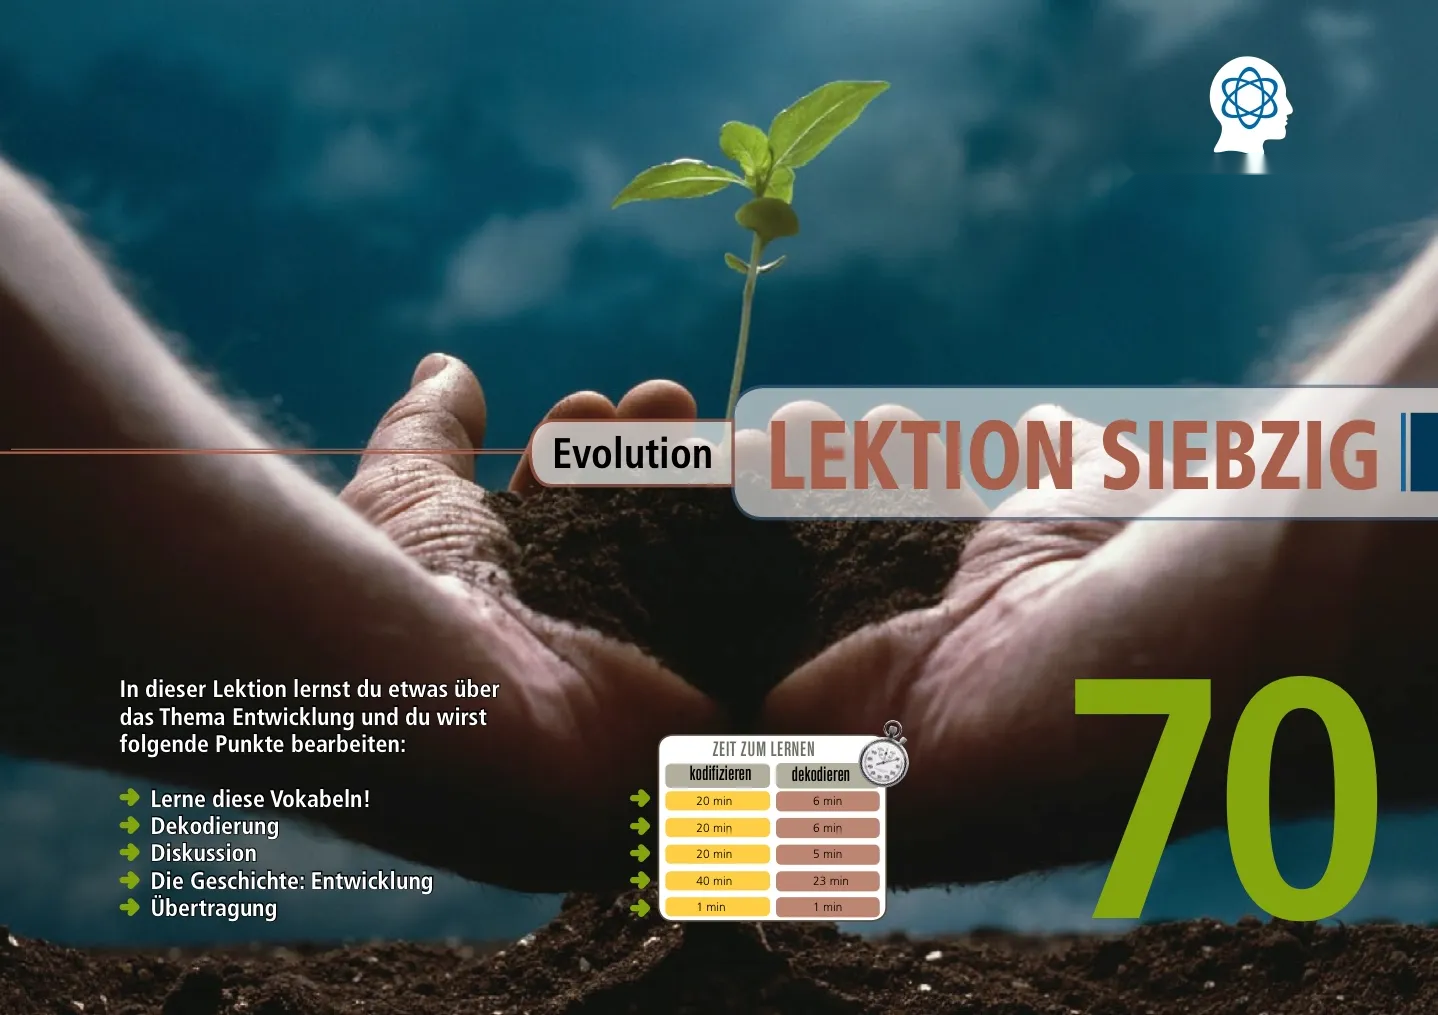 Evolution
LEKTION SIEBZIG
In dieser Lektion lernst du etwas über
das Thema Entwicklung und du wirst
folgende Punkte bearbeiten:
Lerne diese Vokabeln!
Dekodierung
Diskussion
Die Geschichte: Entwicklung
Übertragung
ZEIT ZUM LERNEN
kodifizieren dekodieren
20 min 6 min
20 min 6 min
20 min 5 min
40 min 23 min
1 min 1 min
70